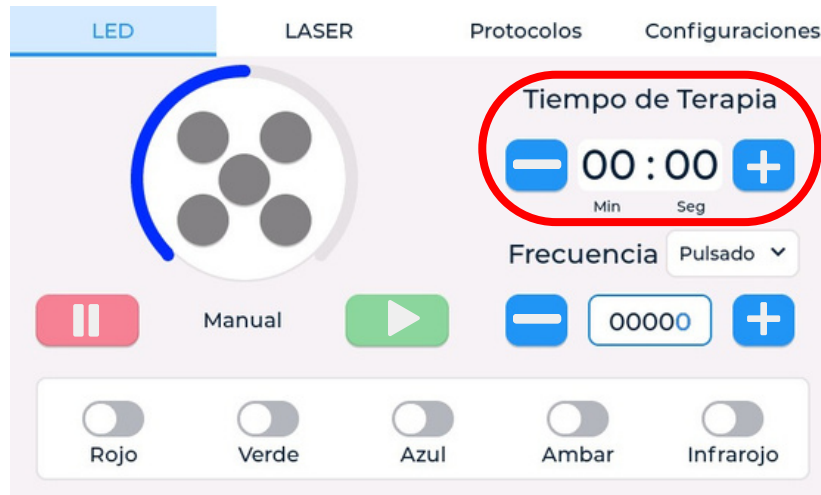 LED LASER Protocolos Configuraciones
Tiempo de Terapia
00 : 00
Min Seg
Frecuencia Pulsado
Manual
00000
Rojo Verde Azul Ambar Infrarojo